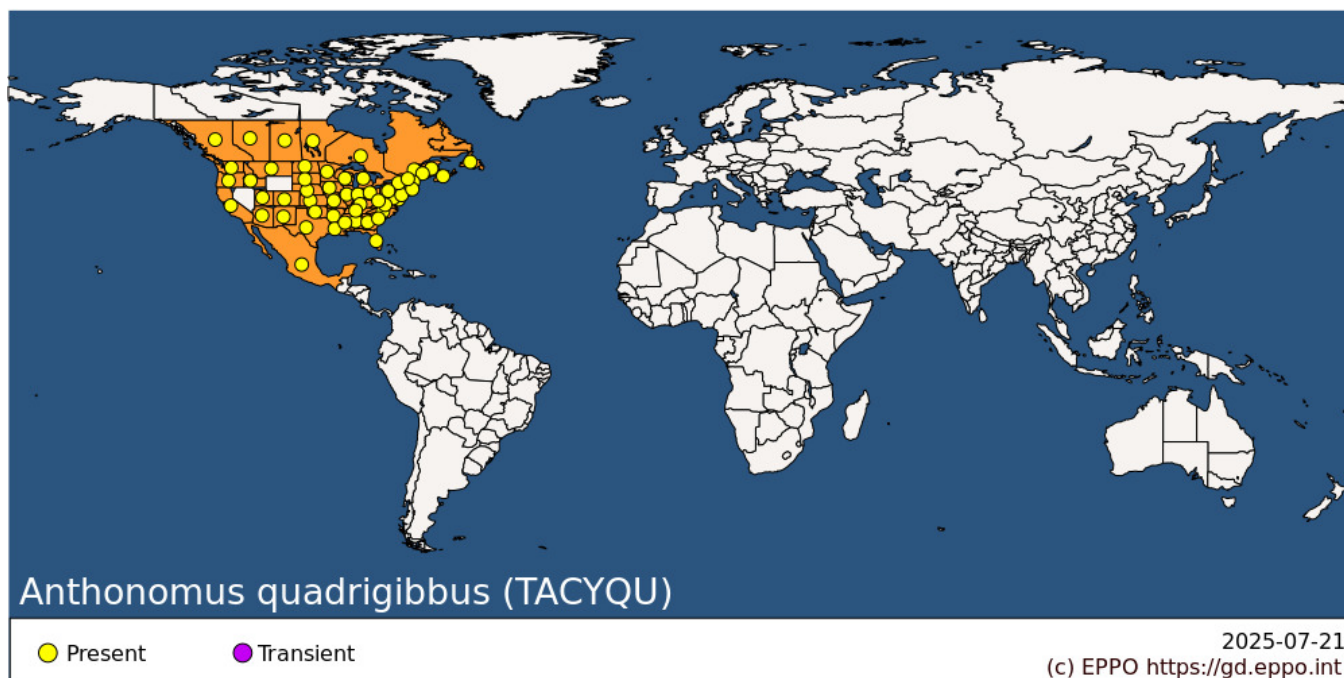 Anthonomus quadrigibbus (TACYQU)
Present
Transient
2025-07-21
(c) EPPO https://gd.eppo.int